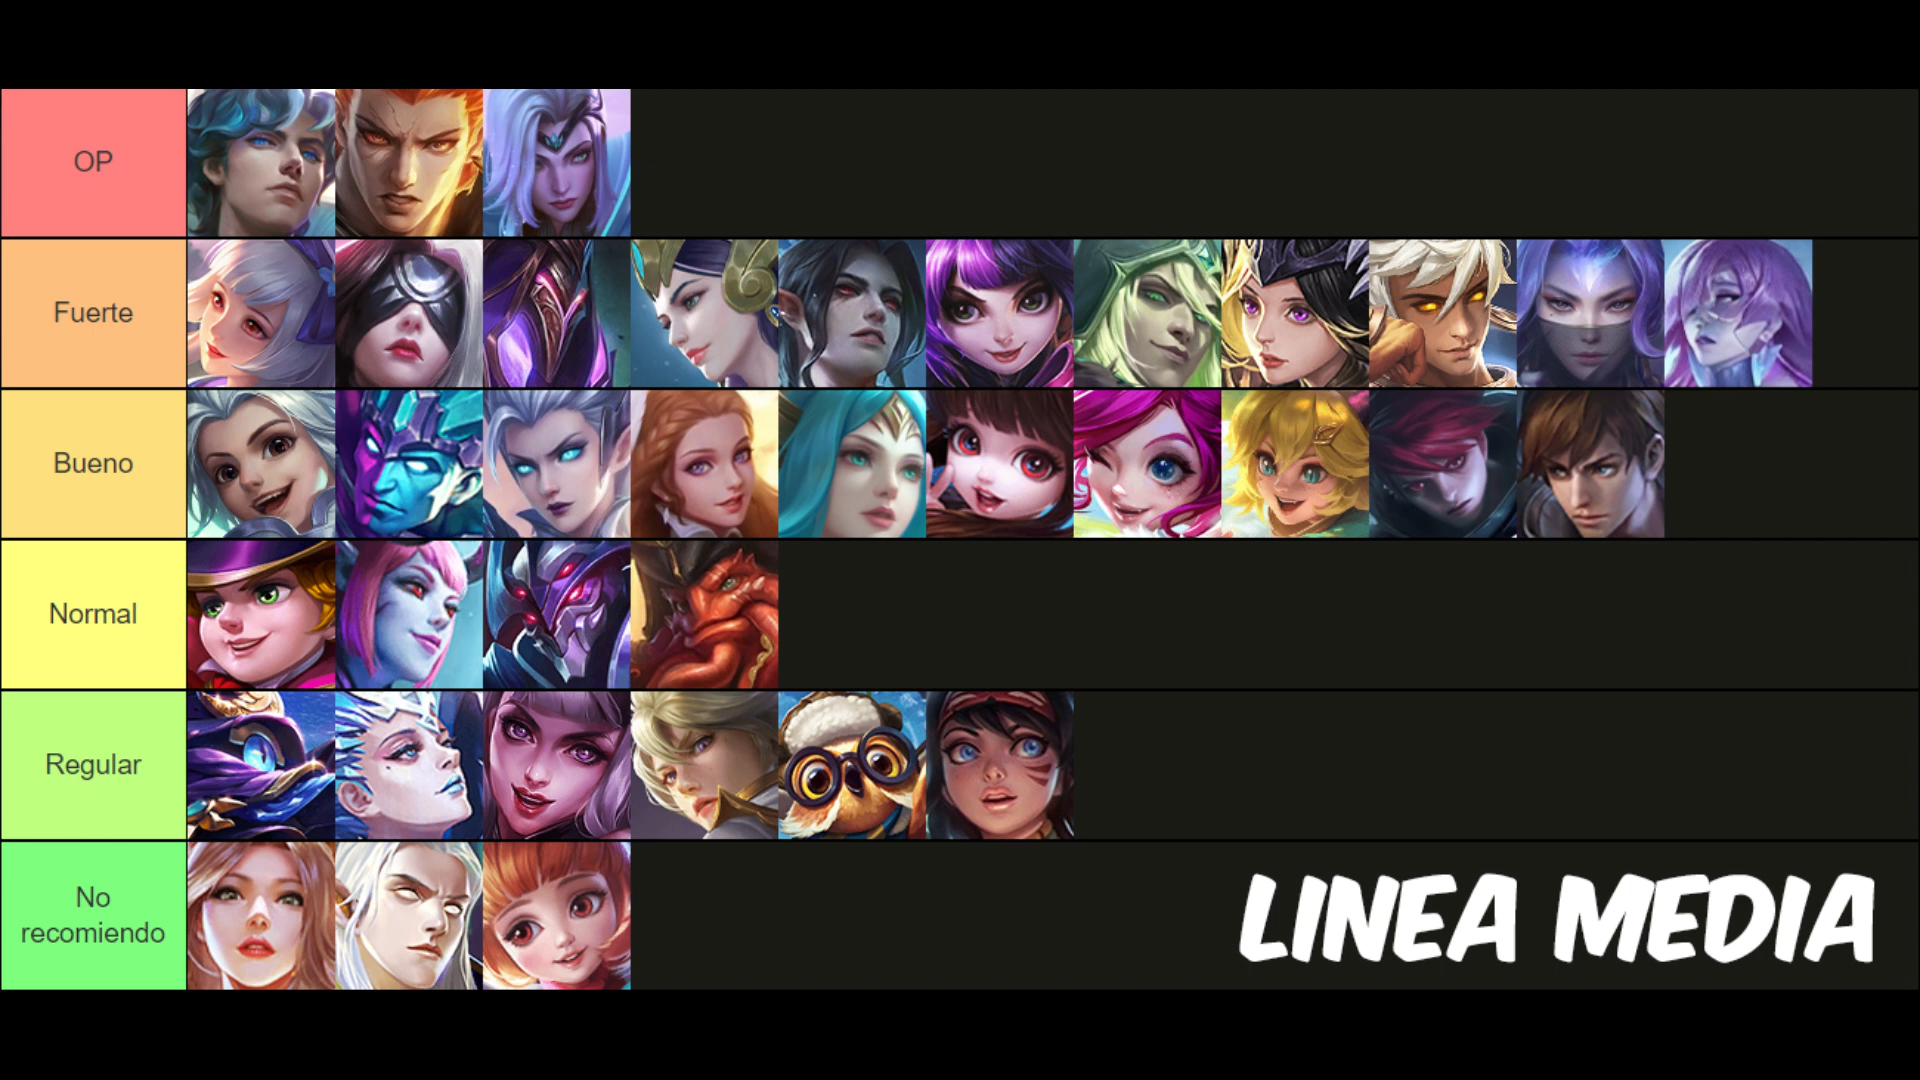 OP
Fuerte
Bueno
Normal
Regular
No
recomiendo
LINEA MEDIA